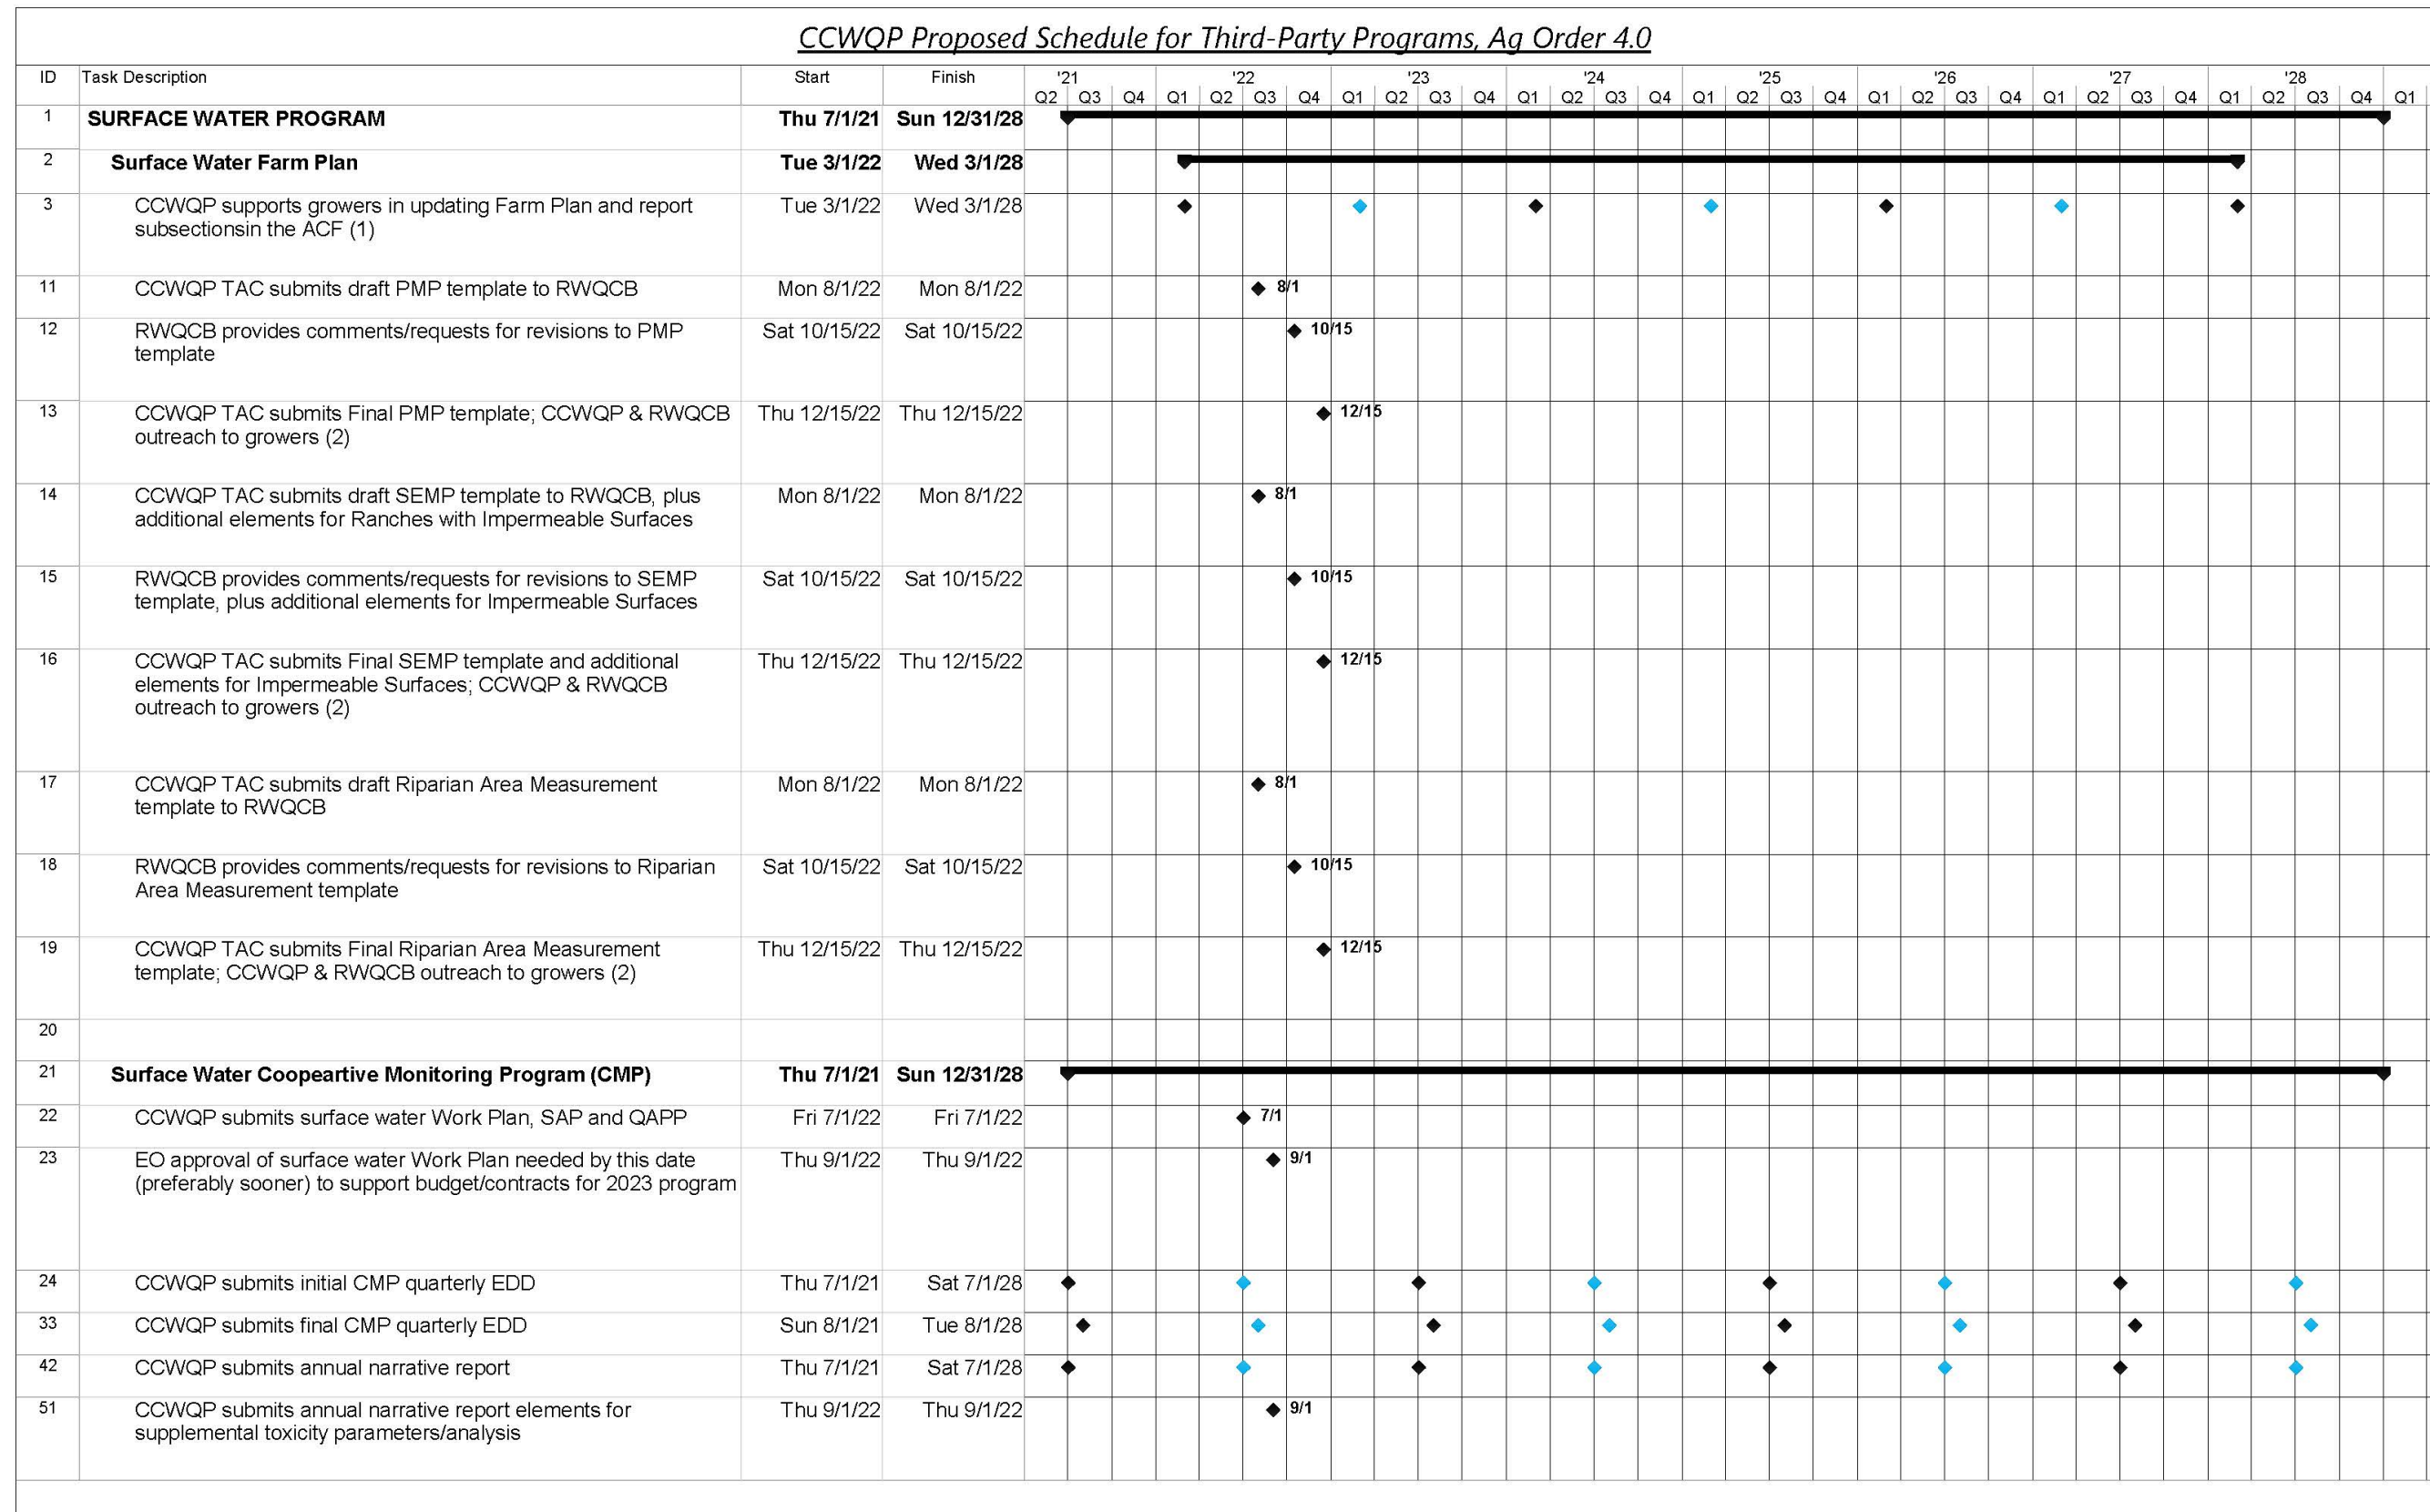 CCWQP Proposed Schedule for Third-Party Programs, Ag Order 4.0
ID Task Description Start Finish '21 '22 '23 '24 '25 '26 '27 '28
Q2 Q3 Q4 Q1 Q2 Q3 Q4 Q1 Q2 Q3 Q4 Q1 Q2 Q3 Q4 Q1 Q2 Q3 Q4 Q1 Q2 Q3 Q4 Q1 Q2 Q3 Q4 Q1 Q2 Q3 Q4 Q1
1 SURFACE WATER PROGRAM Thu 7/1/21 Sun 12/31/28
2 Surface Water Farm Plan Tue 3/1/22 Wed 3/1/28
3 CCWQP supports growers in updating Farm Plan and report Tue 3/1/22 Wed 3/1/28
subsectionsin the ACF (1)
11 CCWQP TAC submits draft PMP template to RWQCB Mon 8/1/22 Mon 8/1/22 8/1
12 RWQCB provides comments/requests for revisions to PMP Sat 10/15/22 Sat 10/15/22 10/15
template
13 CCWQP TAC submits Final PMP template; CCWQP & RWQCB Thu 12/15/22 Thu 12/15/22 12/15
outreach to growers (2)
14 CCWQP TAC submits draft SEMP template to RWQCB, plus Mon 8/1/22 Mon 8/1/22 8/1
additional elements for Ranches with Impermeable Surfaces
15 RWQCB provides comments/requests for revisions to SEMP Sat 10/15/22 Sat 10/15/22 10/15
template, plus additional elements for Impermeable Surfaces
16 CCWQP TAC submits Final SEMP template and additional Thu 12/15/22 Thu 12/15/22 12/15
elements for Impermeable Surfaces; CCWQP & RWQCB
outreach to growers (2)
17 CCWQP TAC submits draft Riparian Area Measurement Mon 8/1/22 Mon 8/1/22 8/1
template to RWQCB
18 RWQCB provides comments/requests for revisions to Riparian Sat 10/15/22 Sat 10/15/22 10/15
Area Measurement template
19 CCWQP TAC submits Final Riparian Area Measurement Thu 12/15/22 Thu 12/15/22 12/15
template; CCWQP & RWQCB outreach to growers (2)
20
21 Surface Water Coopeartive Monitoring Program (CMP) Thu 7/1/21 Sun 12/31/28
22 CCWQP submits surface water Work Plan, SAP and QAPP Fri 7/1/22 Fri 7/1/22 7/1
23 EO approval of surface water Work Plan needed by this date Thu 9/1/22 Thu 9/1/22 9/1
(preferably sooner) to support budget/contracts for 2023 program
24 CCWQP submits initial CMP quarterly EDD Thu 7/1/21 Sat 7/1/28
33 CCWQP submits final CMP quarterly EDD Sun 8/1/21 Tue 8/1/28
42 CCWQP submits annual narrative report Thu 7/1/21 Sat 7/1/28
51 CCWQP submits annual narrative report elements for Thu 9/1/22 Thu 9/1/22 9/1
supplemental toxicity parameters/analysis